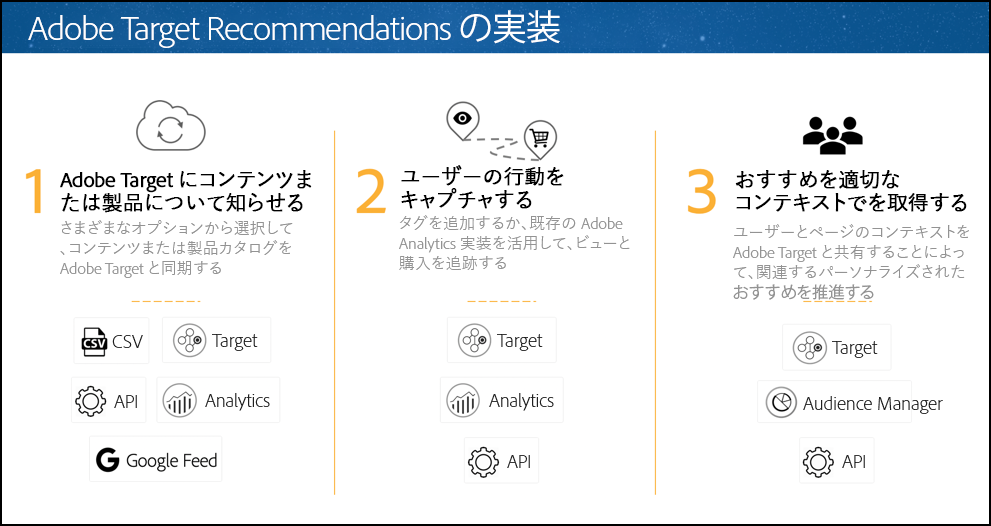 Adobe Target Recommendations の実装
1
Adobe Target にコンテンツま
たは製品について知らせる
さまざまなオプションから選択して
、コンテンツまたは製品カタログを
Adobe Target と同期する
CSV
CSV
Target
API
Analytics
Google Feed
2
ユーザーの行動を
キャプチャする
タグを追加するか、既存の Adobe
Analytics 実装を活用して、ビューと
購入を追跡する
Target
Analytics
API
3
おすすめを適切な
コンテキストでを取得する
ユーザーとページのコンテキストを
Adobe Target と共有することによっ
て、関連するパーソナライズされた
おすすめを推進する
Target
Audience Manager
API